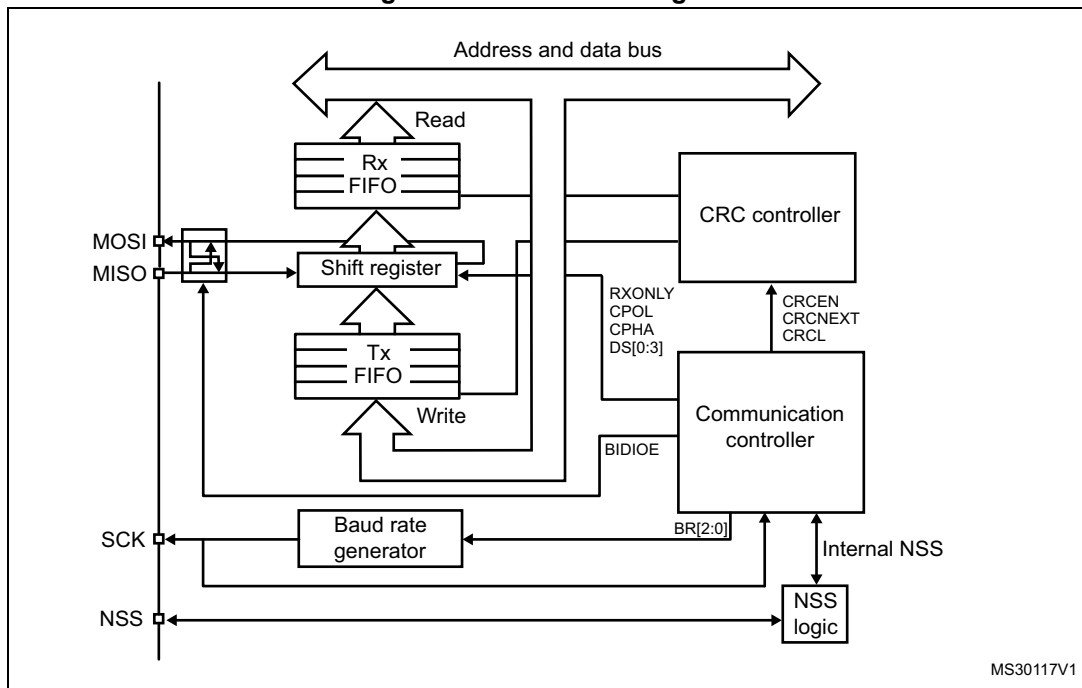 Address and data bus
Read
Rx
FIFO
CRC controller
MOSI
MISO
Shift register
RXONLY
CPOL
CPHA
DS[0:3]
CRCEN
CRCNEXT
CRCL
Tx
FIFO
Write
Communication
controller
BIDIOE
Baud rate
generator
BR[2:0]
SCK
Internal NSS
NSS
NSS
logic
MS30117V1